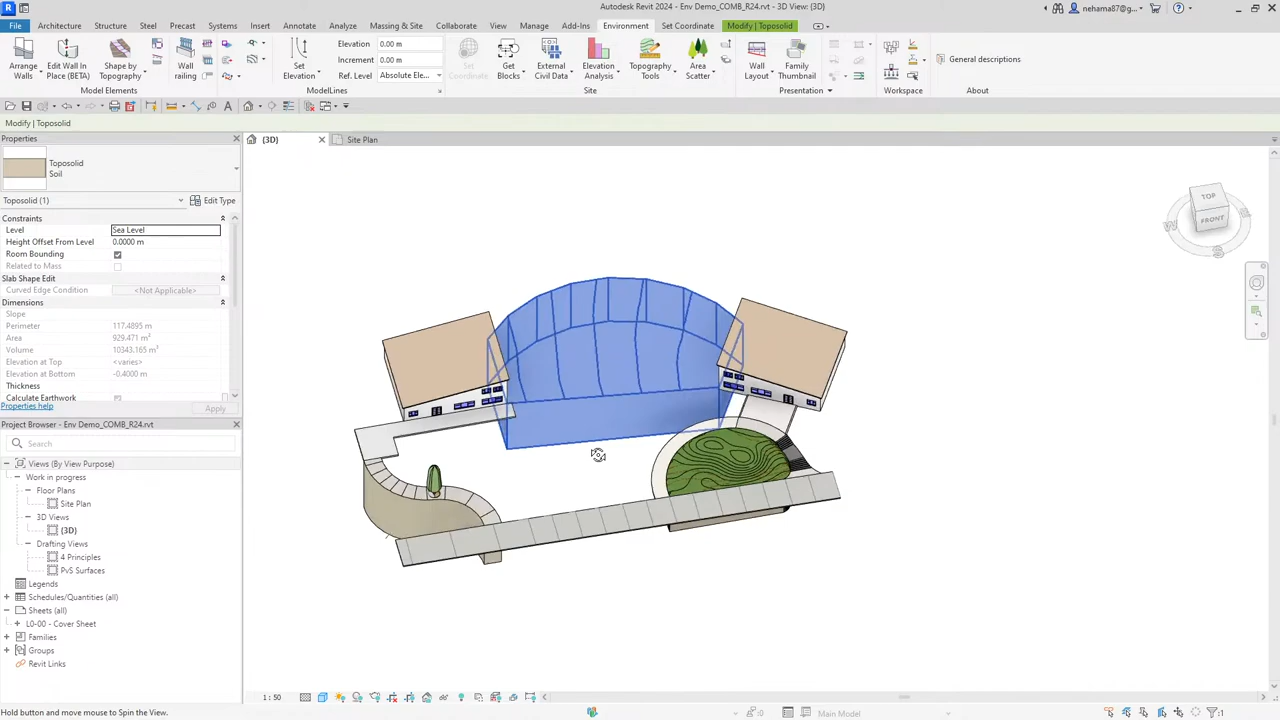 Autodesk Revit 2024 - Env Demo_COMB_R24.rvt - 3D View: {3D}
nehama87@g...
File Architecture Structure Steel Precast Systems Insert Annotate Analyze Massing & Site Collaborate View Manage Add-Ins Environment Set Coordinate Modify | Toposolid
Arrange Walls
Edit Wall In Place (BETA)
Shape by Topography
Wall railing
Set Elevation
Elevation 0.00 m
Increment 0.00 m
Ref. Level Absolute Ele...
Set Coordinate
Get Blocks
External Civil Data
Elevation Analysis
Topography Tools
Area Scatter
Wall Layout
Family Thumbnail
General descriptions
Model Elements ModelLines Site Presentation Workspace About
Modify | Toposolid
Properties
{3D}
Site Plan
Toposolid
Soil
Toposolid (1) Edit Type
Constraints
Level Sea Level
Height Offset From Level 0.0000 m
Room Bounding
Related to Mass
Slab Shape Edit
Curved Edge Condition <Not Applicable>
Dimensions
Slope
Perimeter 117.4895 m
Area 929.471 m²
Volume 10343.165 m³
Elevation at Top <varies>
Elevation at Bottom -0.4000 m
Thickness
Calculate Earthwork
Properties help Apply
Project Browser - Env Demo_COMB_R24.rvt
Search
Views (By View Purpose)
Work in progress
Floor Plans
Site Plan
3D Views
{3D}
Drafting Views
4 Principles
PvS Surfaces
Legends
Schedules/Quantities (all)
Sheets (all)
L0-00 - Cover Sheet
Families
Groups
Revit Links
TOP
FRONT
W
S
1 : 50
Hold button and move mouse to Spin the View.
:0
Main Model
:1